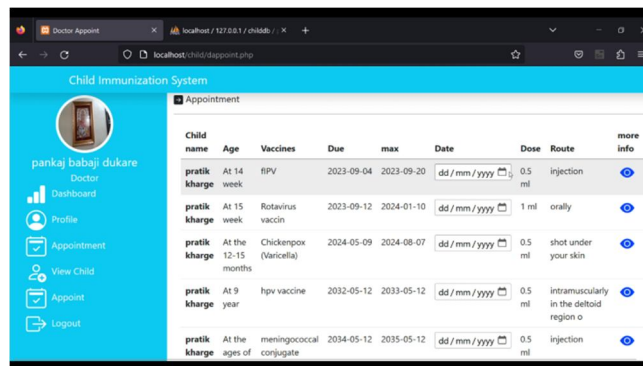 Doctor Appoint
localhost / 127.0.0.1 / childdb /
localhost/child/dappoint.php
Child Immunization System
pankaj babaji dukare
Doctor
Dashboard
Profile
Appointment
View Child
Appoint
Logout
Appointment
Child name Age Vaccines Due max Date Dose Route more info
pratik kharge At 14 week fIPV 2023-09-04 2023-09-20 dd/mm/yyyy 0.5 ml injection
pratik kharge At 15 week Rotavirus vaccin 2023-09-12 2024-01-10 dd/mm/yyyy 1 ml orally
pratik kharge At the 12-15 months Chickenpox (Varicella) 2024-05-09 2024-08-07 dd/mm/yyyy 0.5 ml shot under your skin
pratik kharge At 9 year hpv vaccine 2032-05-12 2033-05-12 dd/mm/yyyy 0.5 ml intramuscularly in the deltoid region o
pratik kharge At the ages of meningococcal conjugate 2034-05-12 2035-05-12 dd/mm/yyyy 0.5 ml injection